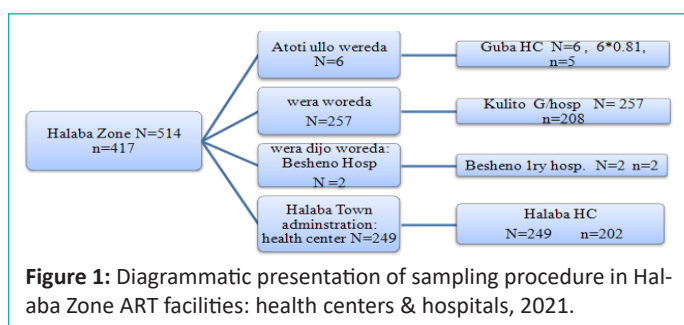 Atoti ullo wereda
N=6
Guba HC N=6 , 6*0.81,
n=5
Halaba Zone N=514
n=417
wera woreda
N=257
Kulito G/hosp N= 257
n=208
wera dijo woreda:
Besheno Hosp
N =2
Besheno 1ry hosp. N=2 n=2
Halaba Town
adminstration:
health center N=249
Halaba HC
N=249 n=202
Figure 1: Diagrammatic presentation of sampling procedure in Hal-
aba Zone ART facilities: health centers & hospitals, 2021.